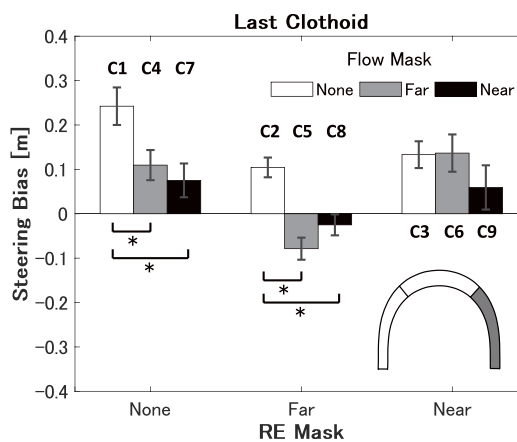 Last Clothoid
Steering Bias [m]
0.4
0.3
0.2
0.1
0
−0.1
−0.2
−0.3
−0.4
Flow Mask
None Far Near
C1 C4 C7
C2 C5 C8
C3 C6 C9
*
*
*
*
None Far Near
RE Mask